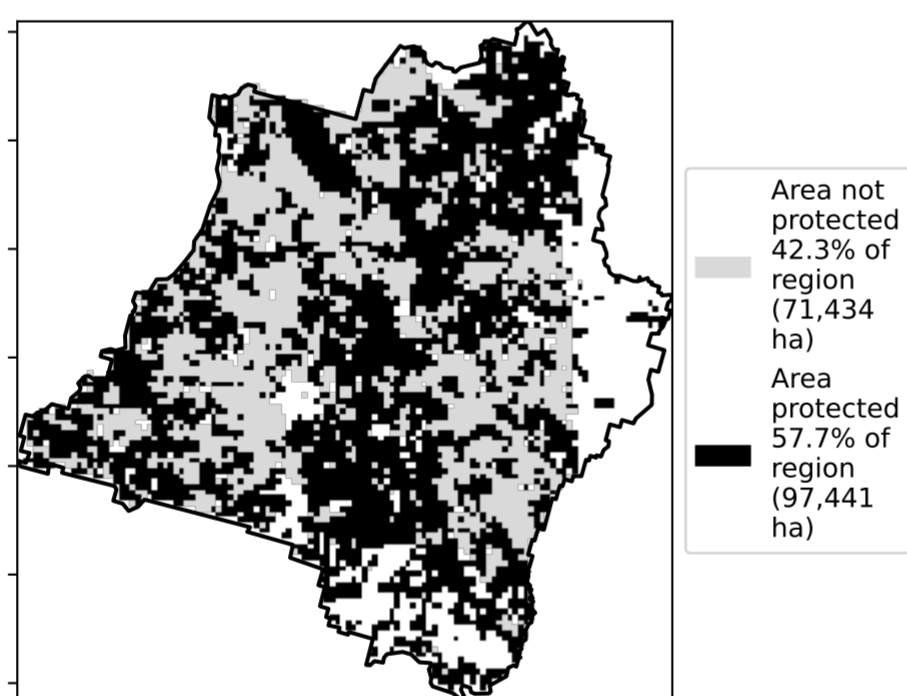 Area not
protected
42.3% of
region
(71,434
ha)
Area
protected
57.7% of
region
(97,441
ha)